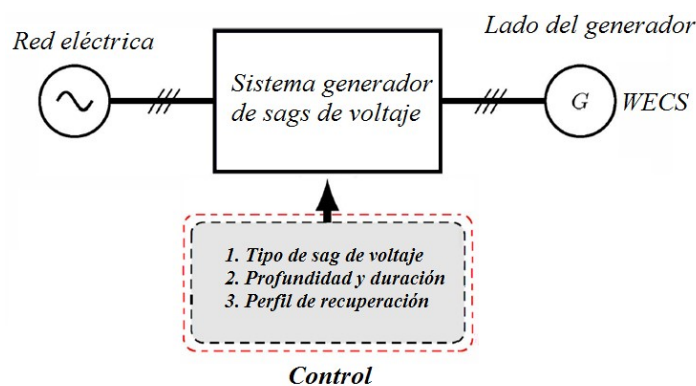 Red eléctrica
Lado del generador
Sistema generador
de sags de voltaje
G
WECS
1. Tipo de sag de voltaje
2. Profundidad y duración
3. Perfil de recuperación
Control